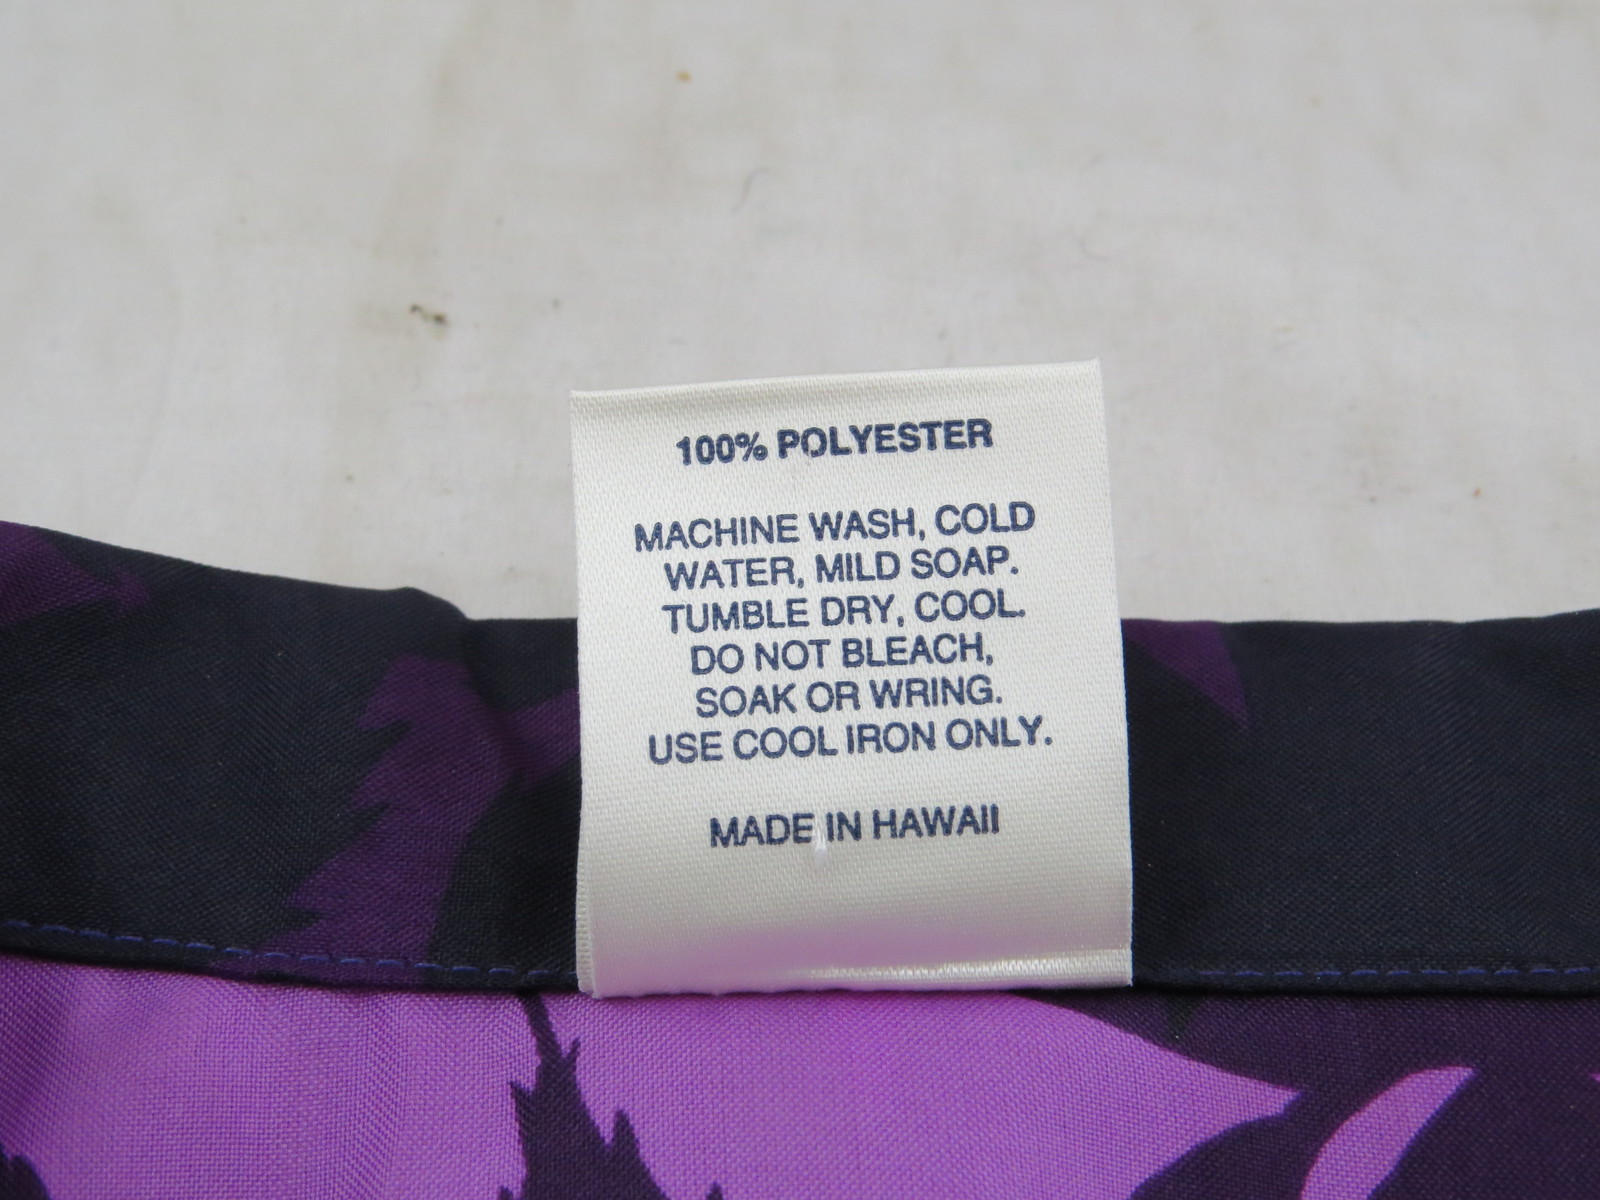 100% POLYESTER
MACHINE WASH, COLD
WATER, MILD SOAP.
TUMBLE DRY, COOL.
DO NOT BLEACH,
SOAK OR WRING.
USE COOL IRON ONLY.
MADE IN HAWAII